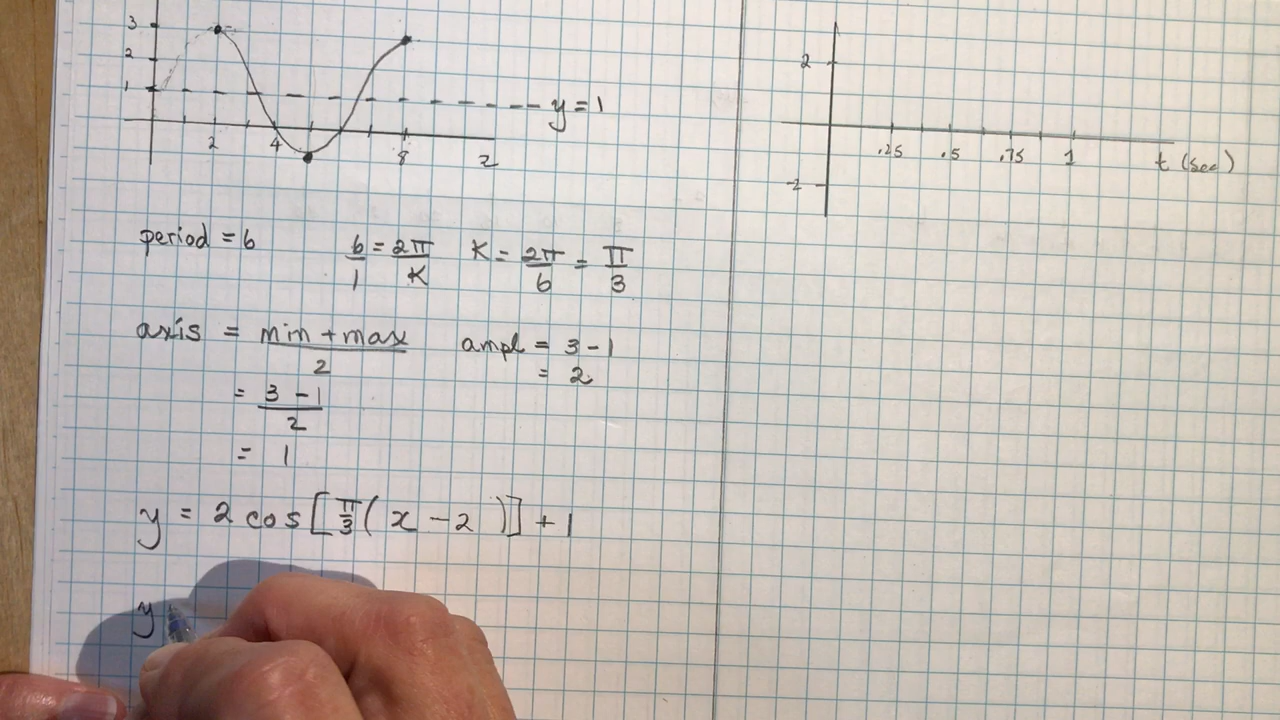 3
2
1
y = 1
2 4 8 2
period = 6
6/1 = 2π/K K = 2π/6 = π/3
axis = min + max / 2 ampl = 3 - 1
= 2
= 3 - 1 / 2
= 1
y = 2 cos [π/3 ( x - 2 )] + 1
y
2
.25 .5 .75 1 t (sec)
-2